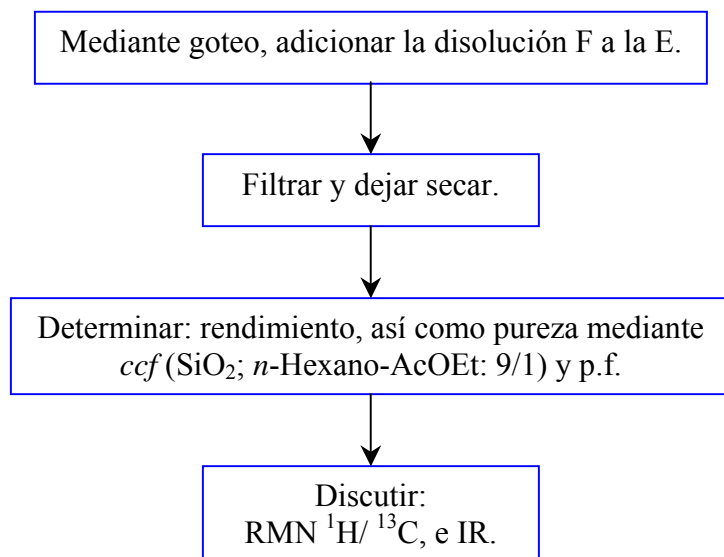 Mediante goteo, adicionar la disolución F a la E.
Filtrar y dejar secar.
Determinar: rendimiento, así como pureza mediante
ccf (SiO₂; n-Hexano-AcOEt: 9/1) y p.f.
Discutir:
RMN ¹H/ ¹³C, e IR.